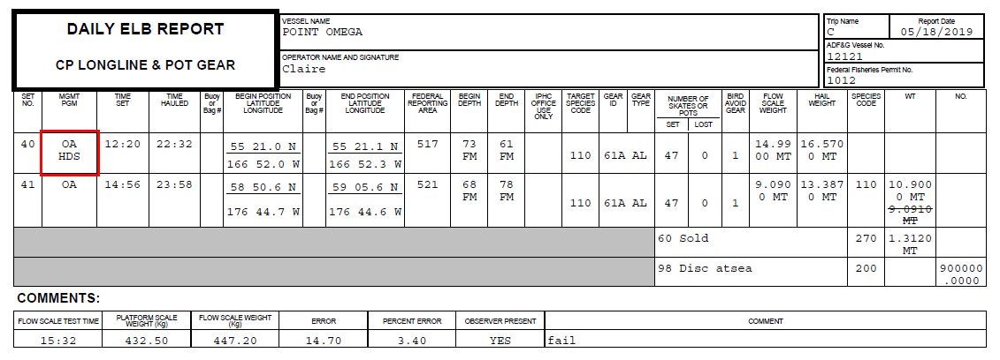 DAILY ELB REPORT
CP LONGLINE & POT GEAR
VESSEL NAME
POINT OMEGA
OPERATOR NAME AND SIGNATURE
Claire
Trip Name Report Date
C 05/18/2019
ADF&G Vessel No.
12121
Federal Fisheries Permit No.
1012
SET NO. MGMT PGM TIME SET TIME HAULED Buoy or Bag # BEGIN POSITION LATITUDE LONGITUDE Buoy or Bag # END POSITION LATITUDE LONGITUDE FEDERAL REPORTING AREA BEGIN DEPTH END DEPTH IPHC OFFICE USE ONLY TARGET SPECIES CODE GEAR ID GEAR TYPE NUMBER OF SKATES OR POTS SET LOST BIRD AVOID GEAR FLOW SCALE WEIGHT HAIL WEIGHT SPECIES CODE WT NO.
40 OA 12:20 22:32 55 21.0 N 55 21.1 N 517 73 61 14.99 16.570
HDS 166 52.0 W 166 52.3 W FM FM 110 61A AL 47 0 1 00 MT 0 MT
41 OA 14:56 23:58 58 50.6 N 59 05.6 N 521 68 78 9.090 13.387 110 10.900
FM FM 0 MT 0 MT 0 MT
176 44.7 W 176 44.6 W 110 61A AL 47 0 1 9.0910
MT
60 Sold 270 1.3120
MT
98 Disc atsea 200 900000
.0000
COMMENTS:
FLOW SCALE TEST TIME PLATFORM SCALE WEIGHT (Kg) FLOW SCALE WEIGHT (Kg) ERROR PERCENT ERROR OBSERVER PRESENT COMMENT
15:32 432.50 447.20 14.70 3.40 YES fail